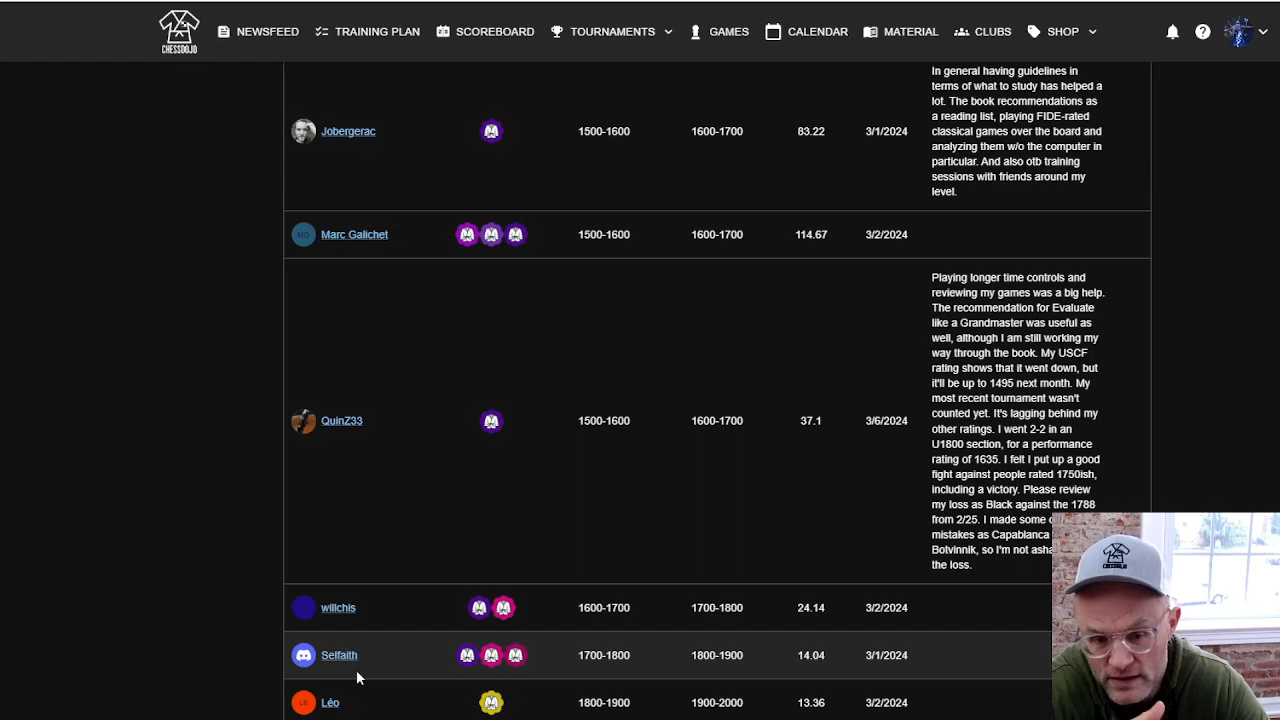 CHESSDOJO
NEWSFEED
TRAINING PLAN
SCOREBOARD
TOURNAMENTS
GAMES
CALENDAR
MATERIAL
CLUBS
SHOP
In general having guidelines in
terms of what to study has helped a
lot. The book recommendations as
a reading list, playing FIDE-rated
classical games over the board and
analyzing them w/o the computer in
particular. And also otb training
sessions with friends around my
level.
Jobergerac 1500-1600 1600-1700 83.22 3/1/2024
Marc Galichet 1500-1600 1600-1700 114.67 3/2/2024
Playing longer time controls and
reviewing my games was a big help.
The recommendation for Evaluate
like a Grandmaster was useful as
well, although I am still working my
way through the book. My USCF
rating shows that it went down, but
it'll be up to 1495 next month. My
most recent tournament wasn't
counted yet. It's lagging behind my
other ratings. I went 2-2 in an
U1800 section, for a performance
rating of 1635. I felt I put up a good
fight against people rated 1750ish,
including a victory. Please review
my loss as Black against the 1788
from 2/25. I made some
mistakes as Capablanca
Botvinnik, so I'm not
the loss.
QuinZ33 1500-1600 1600-1700 37.1 3/6/2024
willchis 1600-1700 1700-1800 24.14 3/2/2024
Selfaith 1700-1800 1800-1900 14.04 3/1/2024
Léo 1800-1900 1900-2000 13.36 3/2/2024
CHESSDOJO